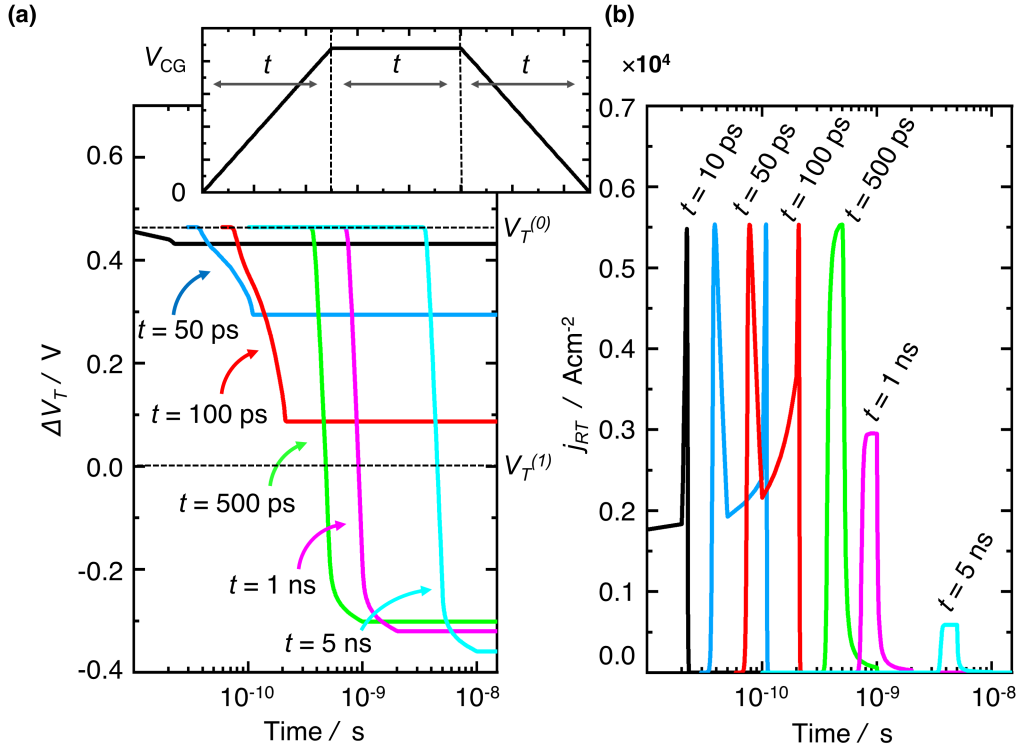 (a)
V_CG
t t t
0
0.6
0.4
0.2
0.0
-0.2
-0.4
ΔV_T / V
V_T^(0)
V_T^(1)
t = 50 ps
t = 100 ps
t = 500 ps
t = 1 ns
t = 5 ns
10^-10 10^-9 10^-8
Time / s
(b)
×10^4
0.7
0.6
0.5
0.4
0.3
0.2
0.1
0.0
j_RT / Acm^-2
t = 10 ps
t = 50 ps
t = 100 ps
t = 500 ps
t = 1 ns
t = 5 ns
10^-10 10^-9 10^-8
Time / s